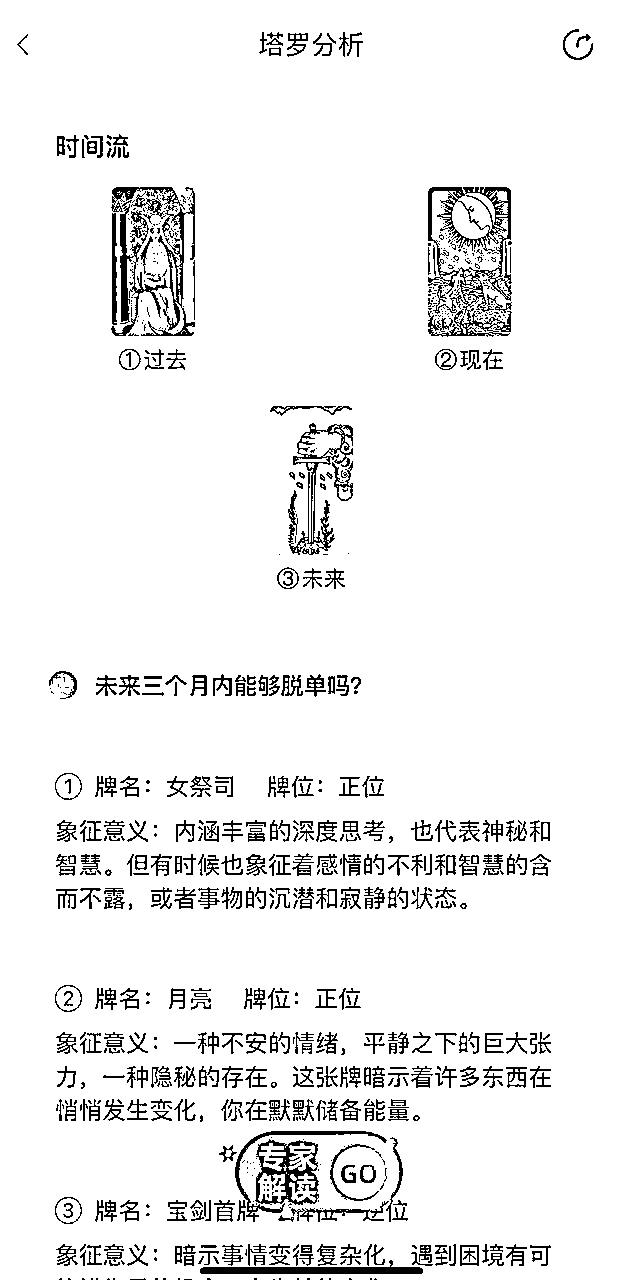 塔罗分析
时间流
①过去
②现在
③未来
未来三个月内能够脱单吗?
① 牌名：女祭司 牌位：正位
象征意义：内涵丰富的深度思考，也代表神秘和
智慧。但有时候也象征着感情的不利和智慧的含
而不露，或者事物的沉潜和寂静的状态。
② 牌名：月亮 牌位：正位
象征意义：一种不安的情绪，平静之下的巨大张
力，一种隐秘的存在。这张牌暗示着许多东西在
悄悄发生变化，你在默默储备能量。
专家
解读
GO
③ 牌名：宝剑首牌 牌位：逆位
象征意义：暗示事情变得复杂化，遇到困境有可